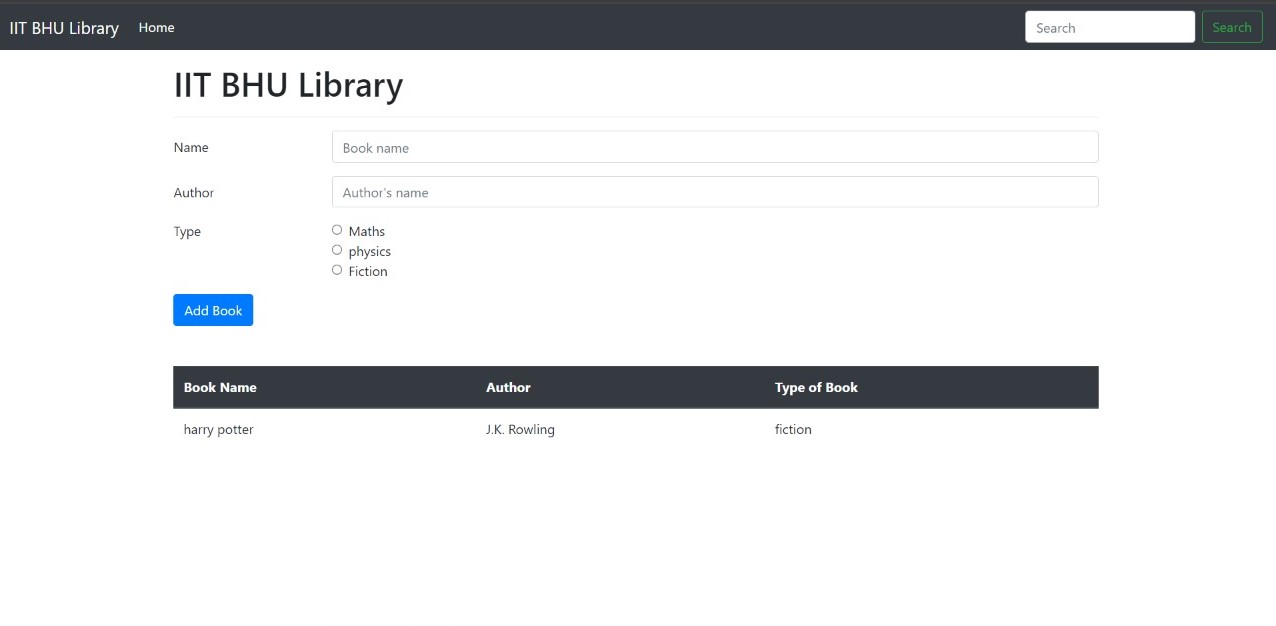 IIT BHU Library Home Search Search
IIT BHU Library
Name Book name
Author Author's name
Type Maths
physics
Fiction
Add Book
Book Name Author Type of Book
harry potter J.K. Rowling fiction